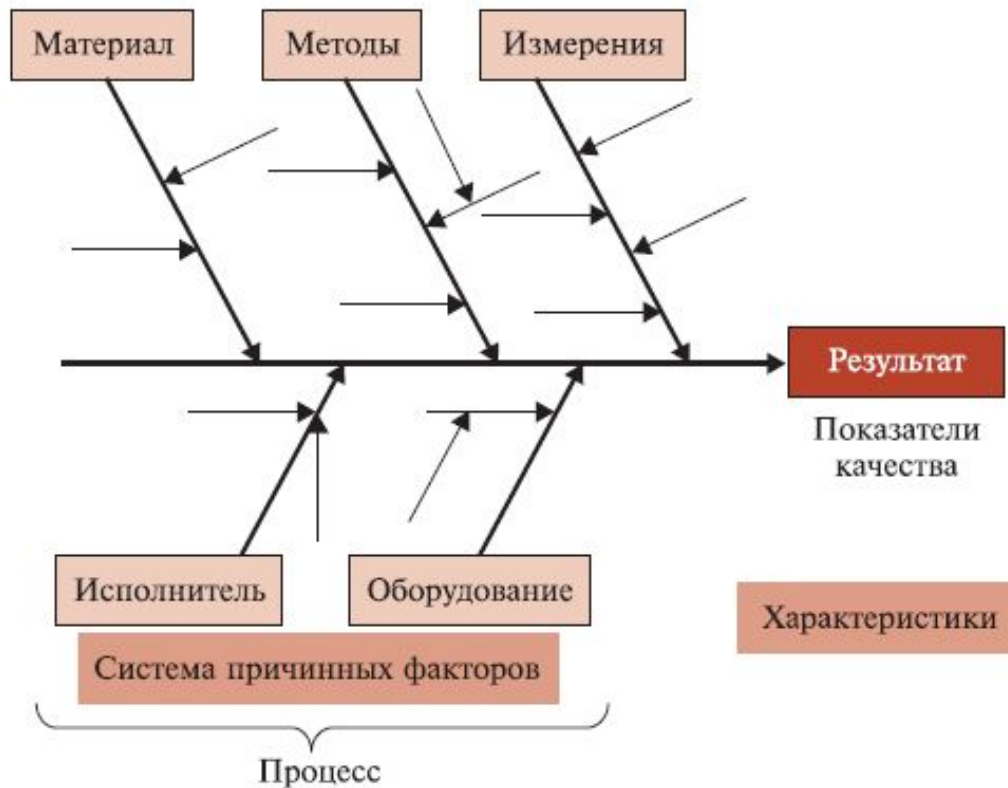 Материал
Методы
Измерения
Результат
Показатели
качества
Исполнитель
Оборудование
Характеристики
Система причинных факторов
Процесс